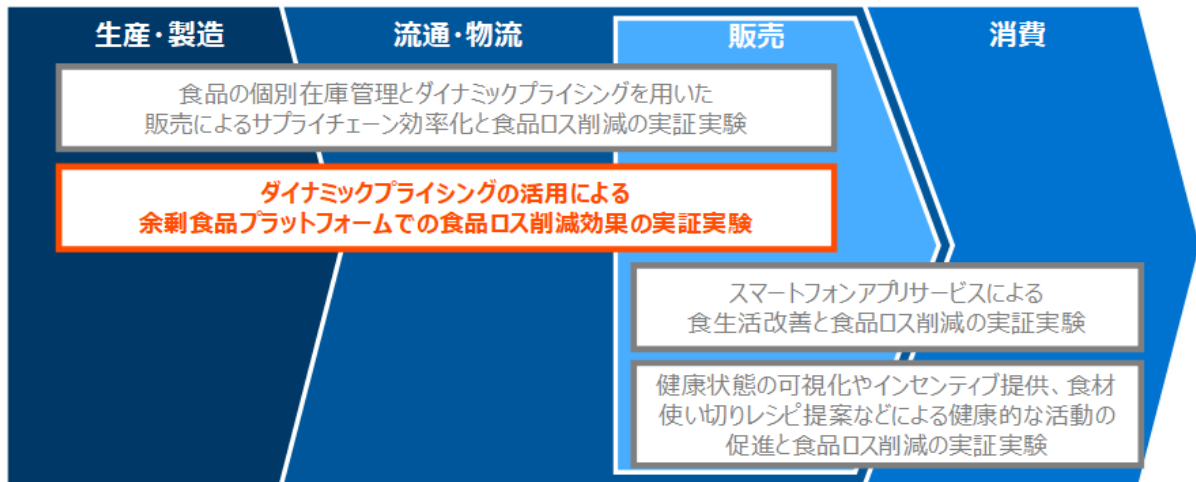 生産・製造
流通・物流
販売
消費
食品の個別在庫管理とダイナミックプライシングを用いた
販売によるサプライチェーン効率化と食品ロス削減の実証実験
ダイナミックプライシングの活用による
余剰食品プラットフォームでの食品ロス削減効果の実証実験
スマートフォンアプリサービスによる
食生活改善と食品ロス削減の実証実験
健康状態の可視化やインセンティブ提供、食材
使い切りレシピ提案などによる健康的な活動の
促進と食品ロス削減の実証実験